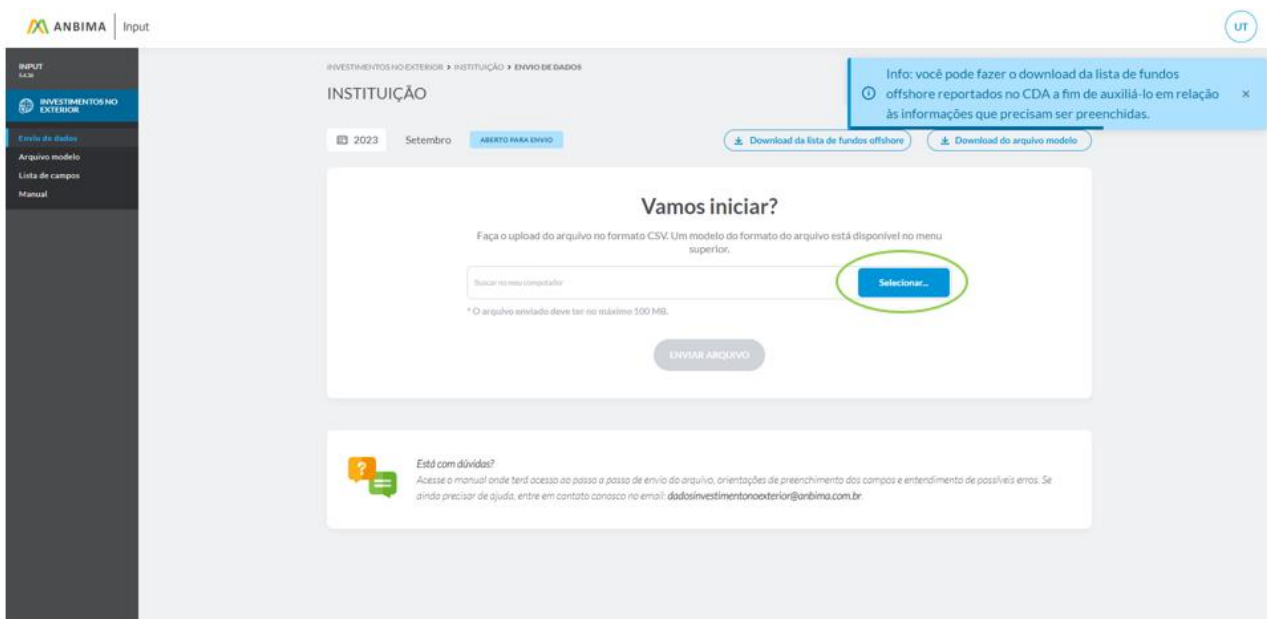 ANBIMA Input
UT
INPUT
INVESTIMENTOS NO
EXTERIOR
Envio de dados
Arquivo modelo
Lista de campos
Manual
INVESTIMENTOS NO EXTERIOR > INSTITUIÇÃO > ENVIO DE DADOS
INSTITUIÇÃO
Info: você pode fazer o download da lista de fundos
offshore reportados no CDA a fim de auxiliá-lo em relação
às informações que precisam ser preenchidas.
×
2023 Setembro ABERTO PARA ENVIO
Download da lista de fundos offshore
Download do arquivo modelo
Vamos iniciar?
Faça o upload do arquivo no formato CSV. Um modelo do formato do arquivo está disponível no menu
superior.
Buscar no meu computador
Selecionar...
* O arquivo enviado deve ter no máximo 100 MB.
ENVIAR ARQUIVO
Está com dúvidas?
Acesse o manual onde terá acesso ao passo a passo de envio do arquivo, orientações de preenchimento dos campos e entendimento de possíveis erros. Se
ainda precisar de ajuda, entre em contato conosco no email: dadosinvestimentonoexterior@anbima.com.br.